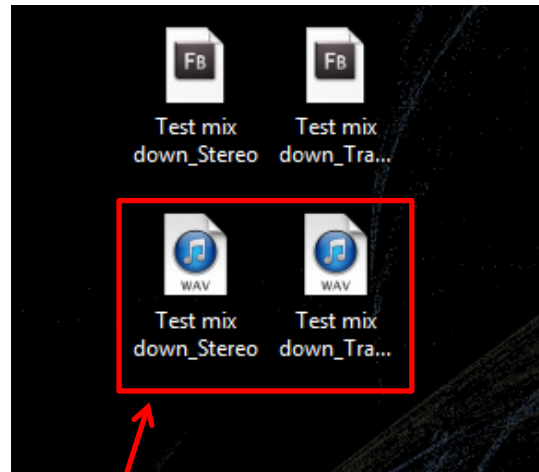 FB FB
Test mix Test mix
down_Stereo down_Tra...
WAV WAV
Test mix Test mix
down_Stereo down_Tra...